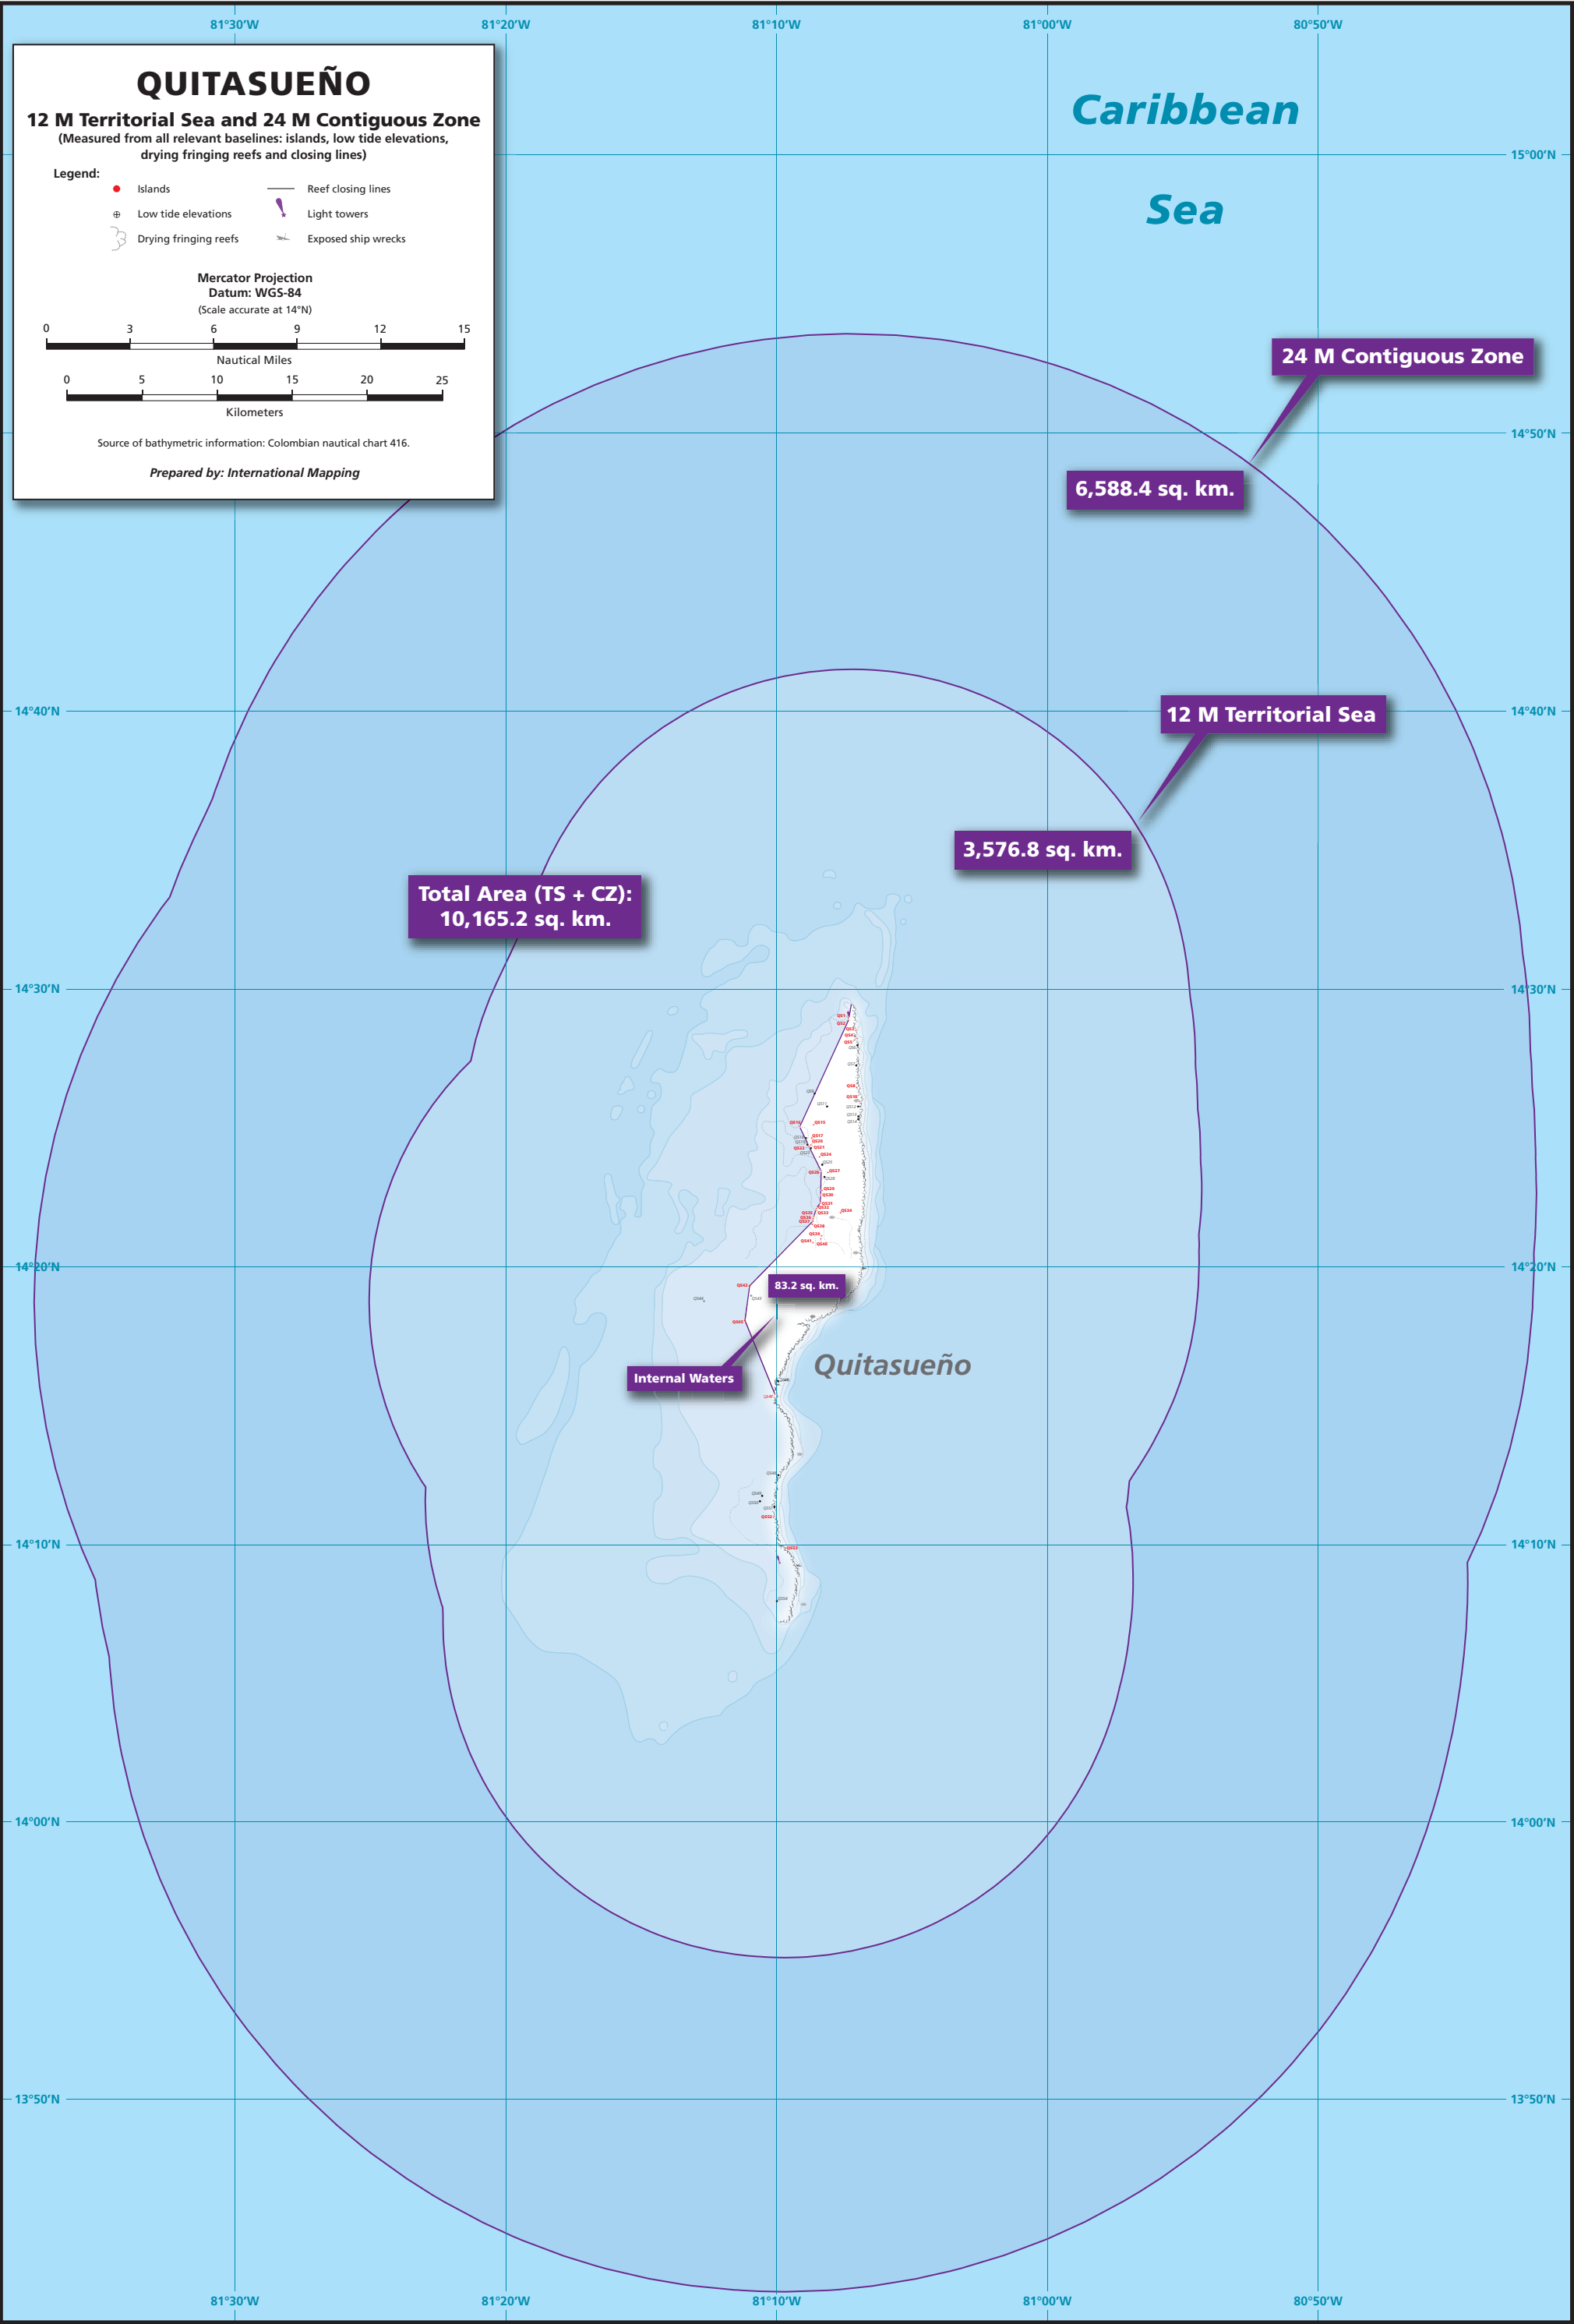 81°30’W 81°20’W 81°10’W 81°00’W 80°50’W
QUITASUEÑO
12 M Territorial Sea and 24 M Contiguous Zone
(Measured from all relevant baselines: islands, low tide elevations,
drying fringing reefs and closing lines)
Legend:
Islands
Reef closing lines
Low tide elevations
Light towers
Drying fringing reefs
Exposed ship wrecks
Mercator Projection
Datum: WGS-84
(Scale accurate at 14°N)
0 3 6 9 12 15
Nautical Miles
0 5 10 15 20 25
Kilometers
Source of bathymetric information: Colombian nautical chart 416.
Prepared by: International Mapping
Caribbean
Sea
15°00’N
24 M Contiguous Zone
14°50’N
6,588.4 sq. km.
14°40’N 14°40’N
12 M Territorial Sea
3,576.8 sq. km.
Total Area (TS + CZ):
10,165.2 sq. km.
14°30’N 14°30’N
14°20’N 14°20’N
83.2 sq. km.
Quitasueño
Internal Waters
14°10’N 14°10’N
14°00’N 14°00’N
13°50’N 13°50’N
81°30’W 81°20’W 81°10’W 81°00’W 80°50’W